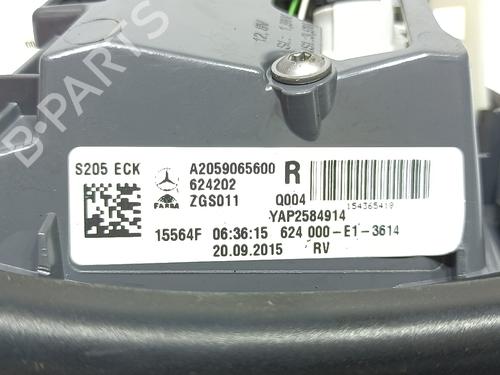 12,8V
B-PARTS
S205 ECK
A2059065600
R
624202
FARBA
ZGS011
Q004
154365419
YAP2584914
15564F 06:36:15 624 000-E1-3614
20.09.2015 RV